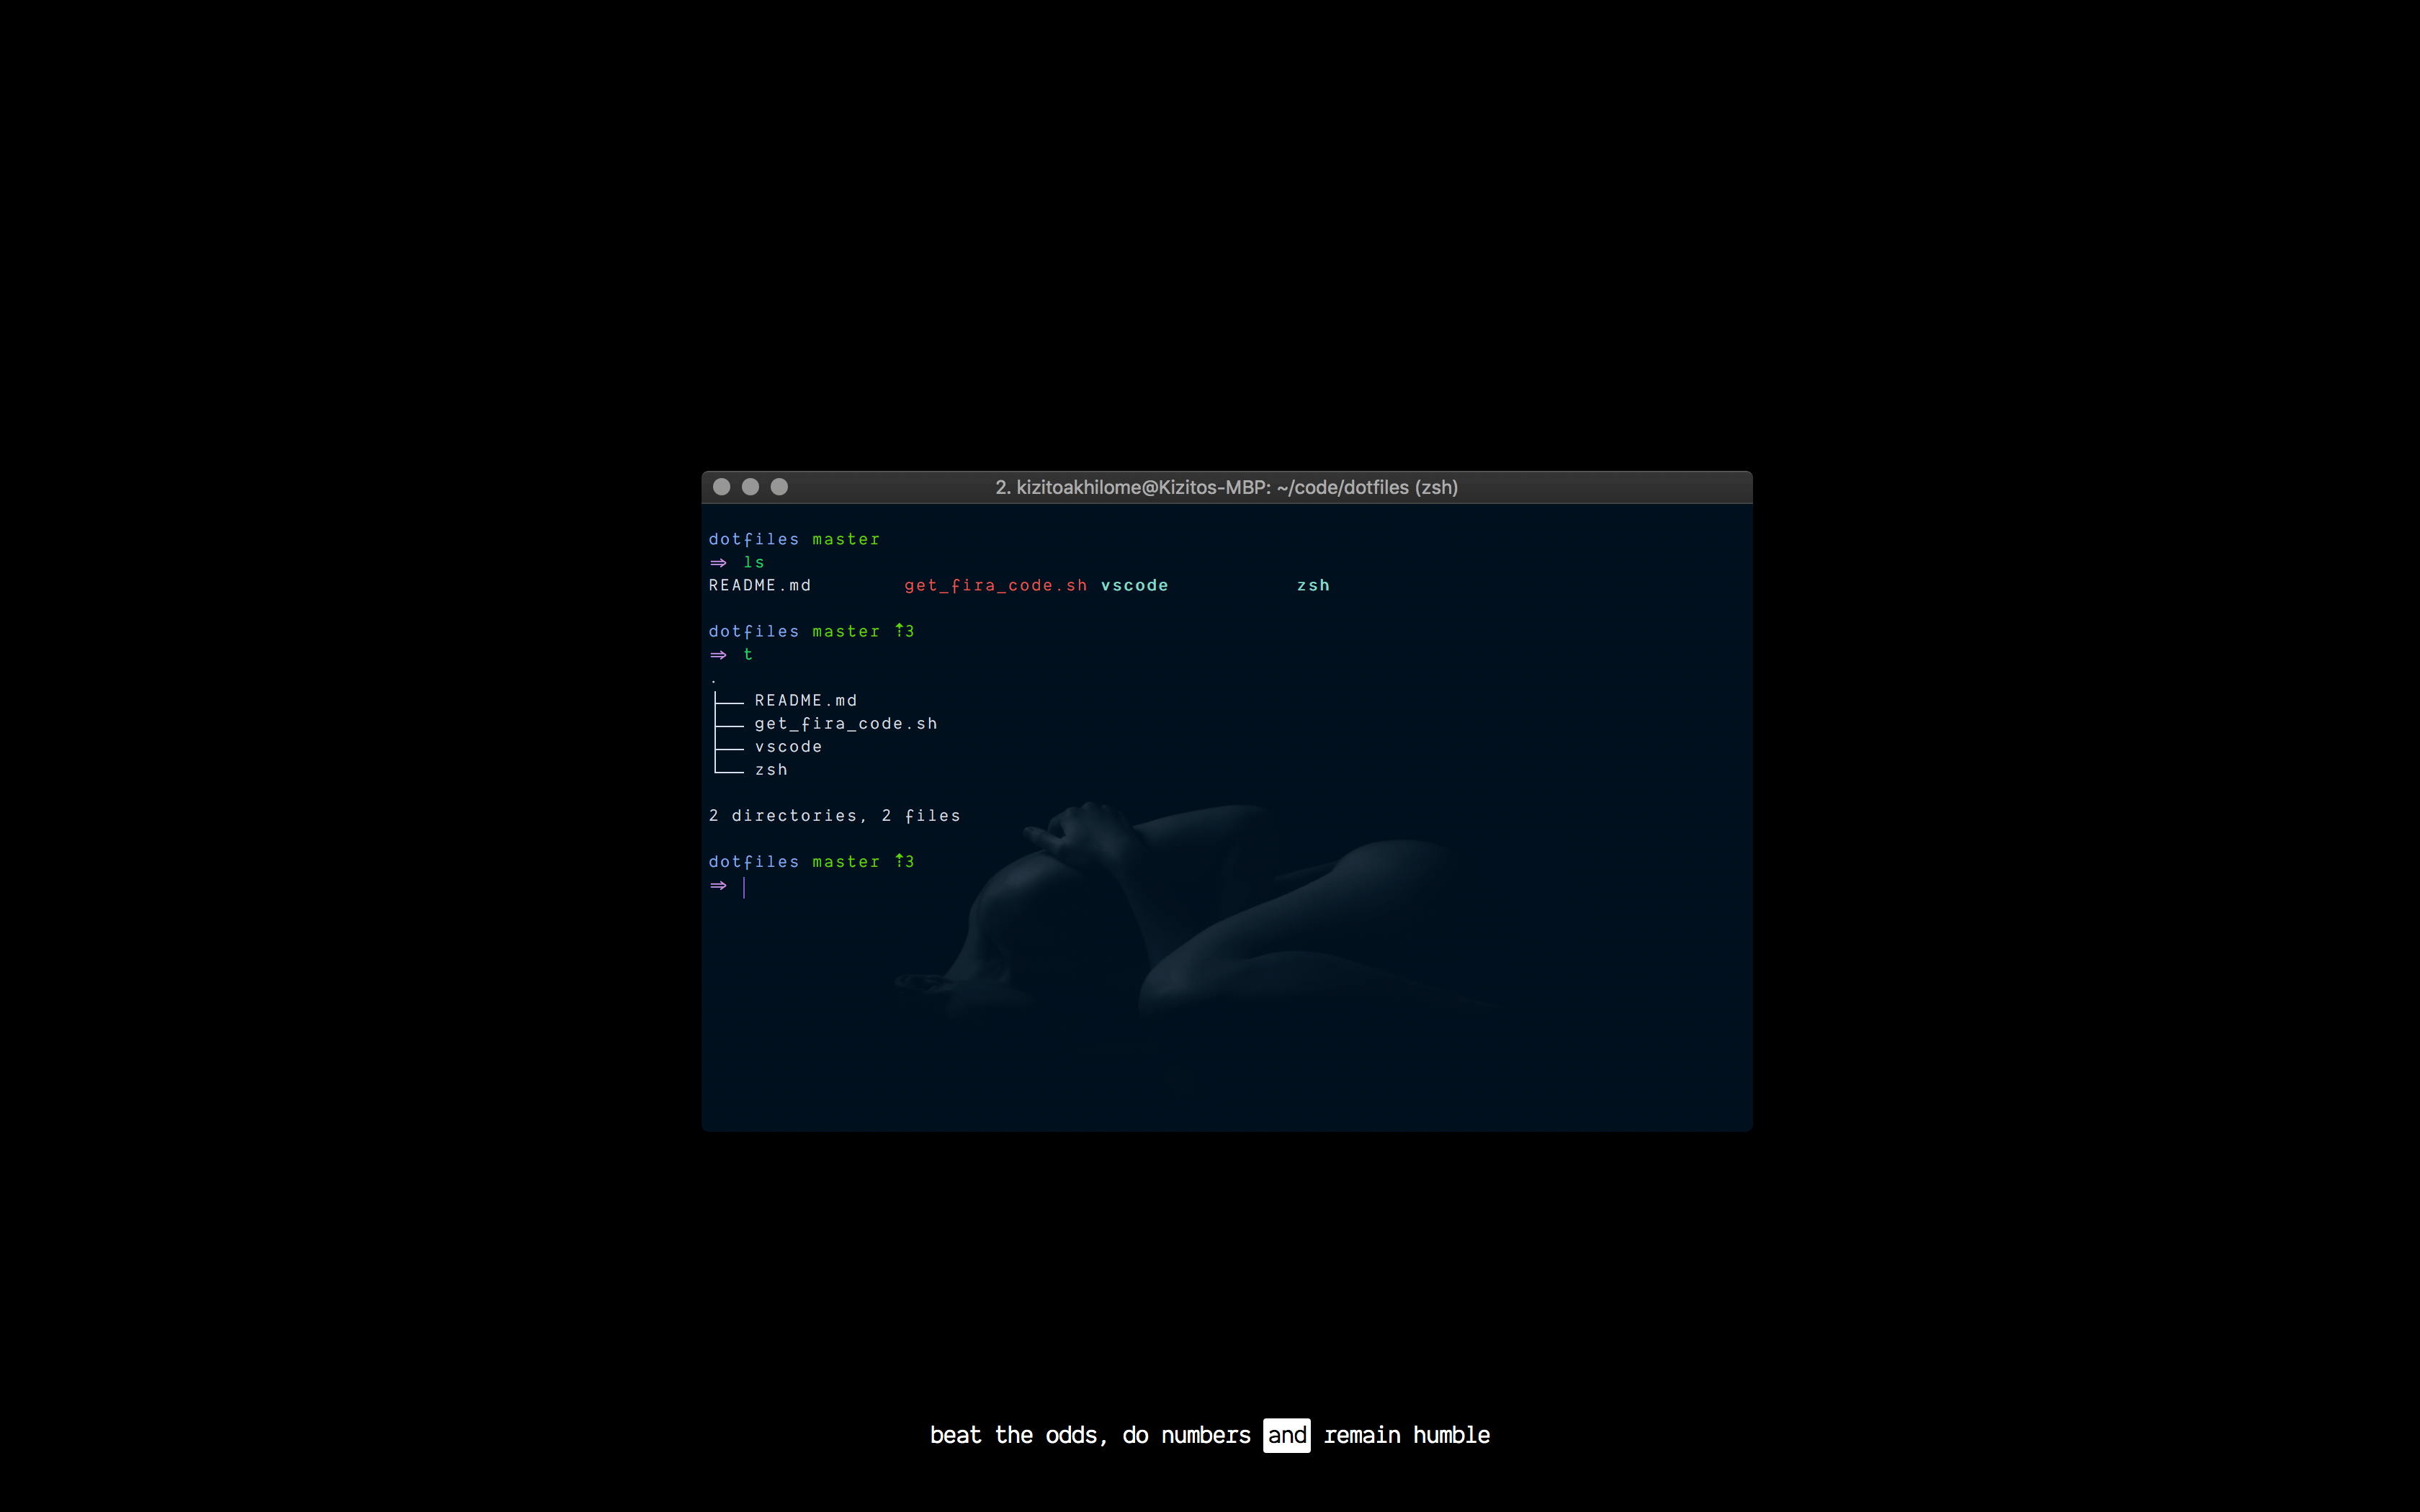 2. kizitoakhilome@Kizitos-MBP: ~/code/dotfiles (zsh)
dotfiles master
⇒ ls
README.md get_fira_code.sh vscode zsh
dotfiles master ⇡3
⇒ t
.
├── README.md
├── get_fira_code.sh
├── vscode
└── zsh
2 directories, 2 files
dotfiles master ⇡3
⇒
beat the odds, do numbers and remain humble